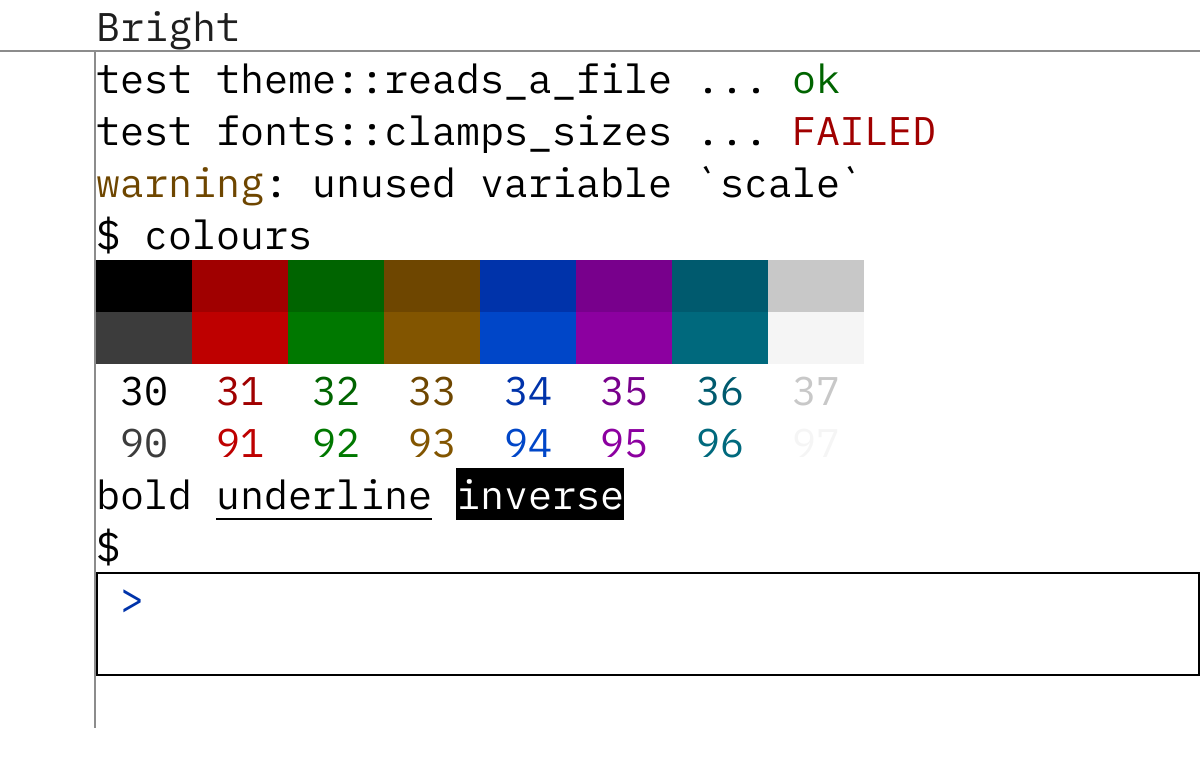 Bright
test theme::reads_a_file ... ok
test fonts::clamps_sizes ... FAILED
warning: unused variable `scale`
$ colours
30 31 32 33 34 35 36 37
90 91 92 93 94 95 96 97
bold underline inverse
$
>